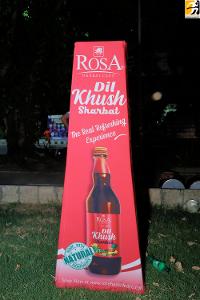 ROSA
Dil
Khush
Sharbat
The Real Refreshing
Experience
ROSA
Dil
Khush
NATURAL